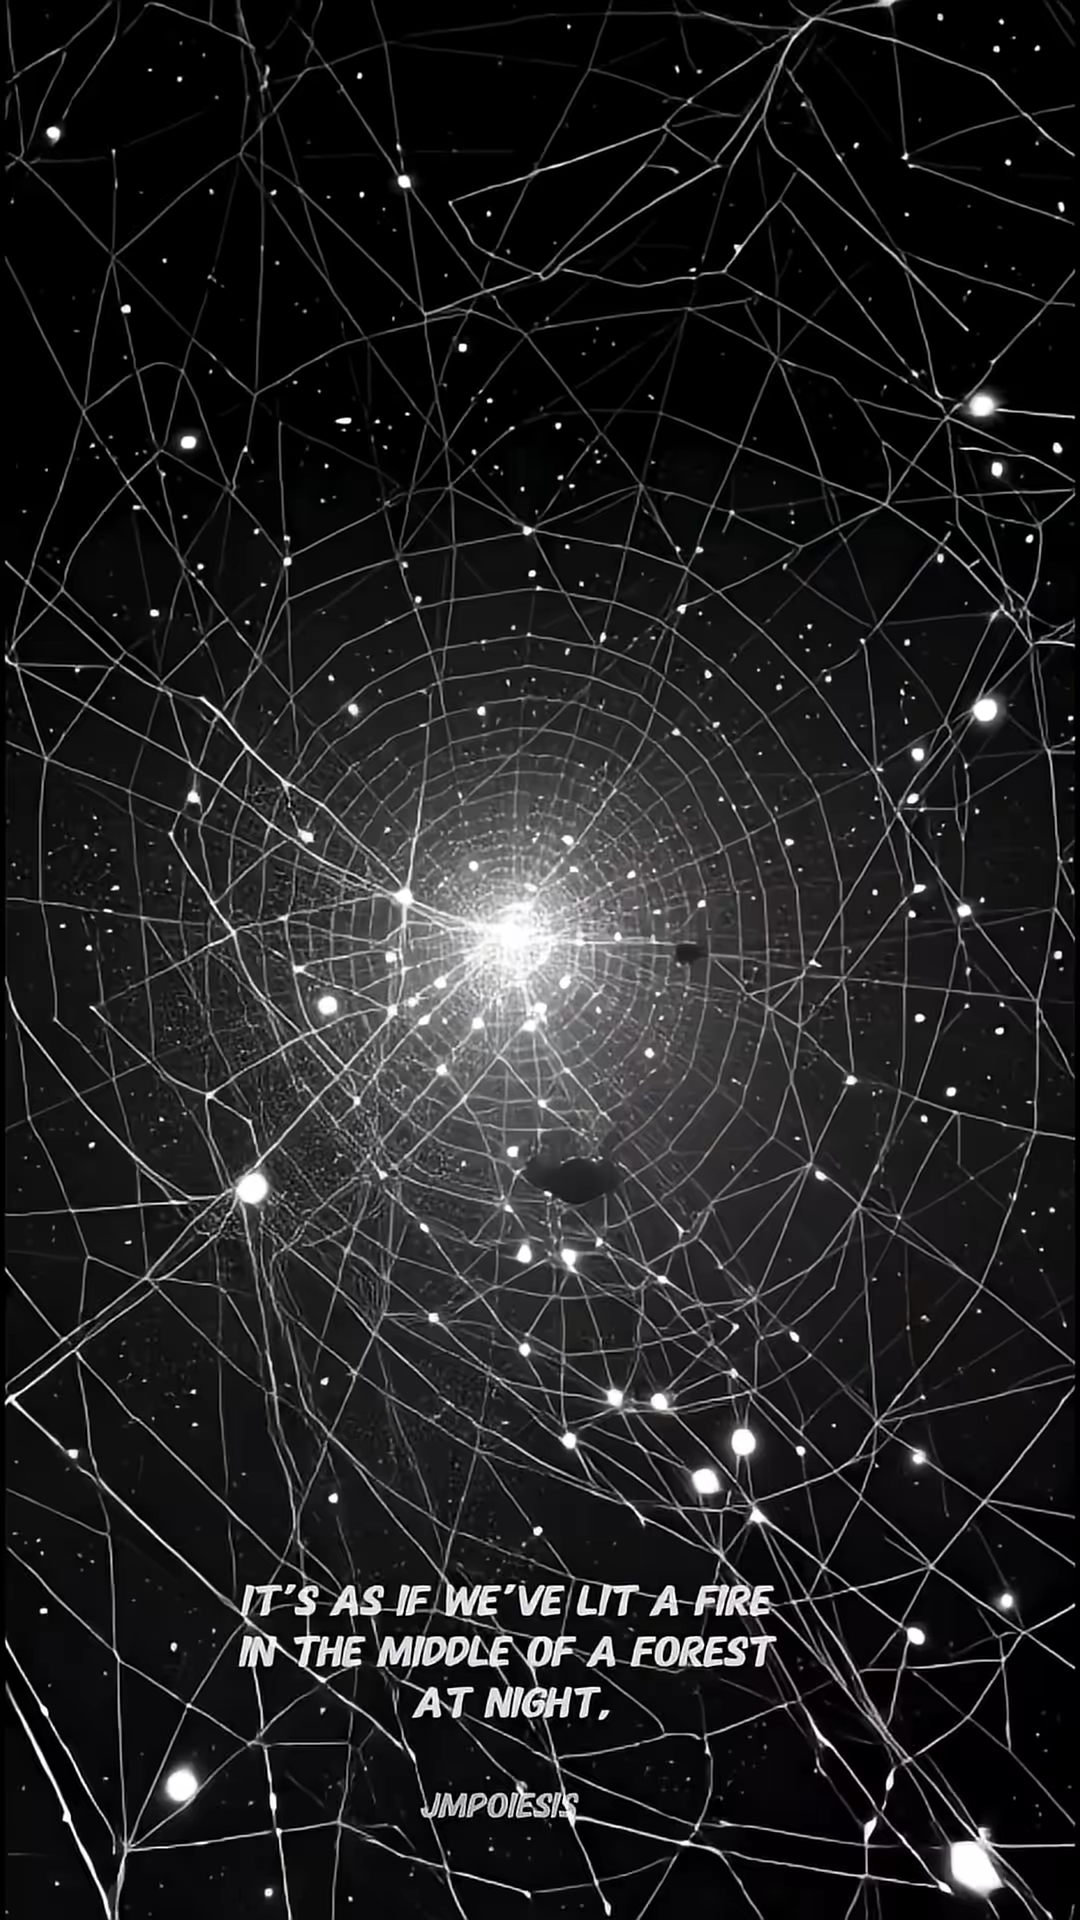 IT'S AS IF WE'VE LIT A FIRE
IN THE MIDDLE OF A FOREST
AT NIGHT,
JMPOIESIS